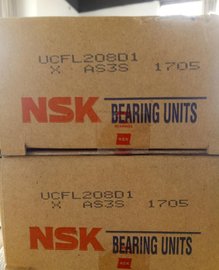 UCFL208D1
X AS3S 1705
NSK BEARING UNITS
UCFL208D1
X AS3S 1705
NSK BEARING UNITS